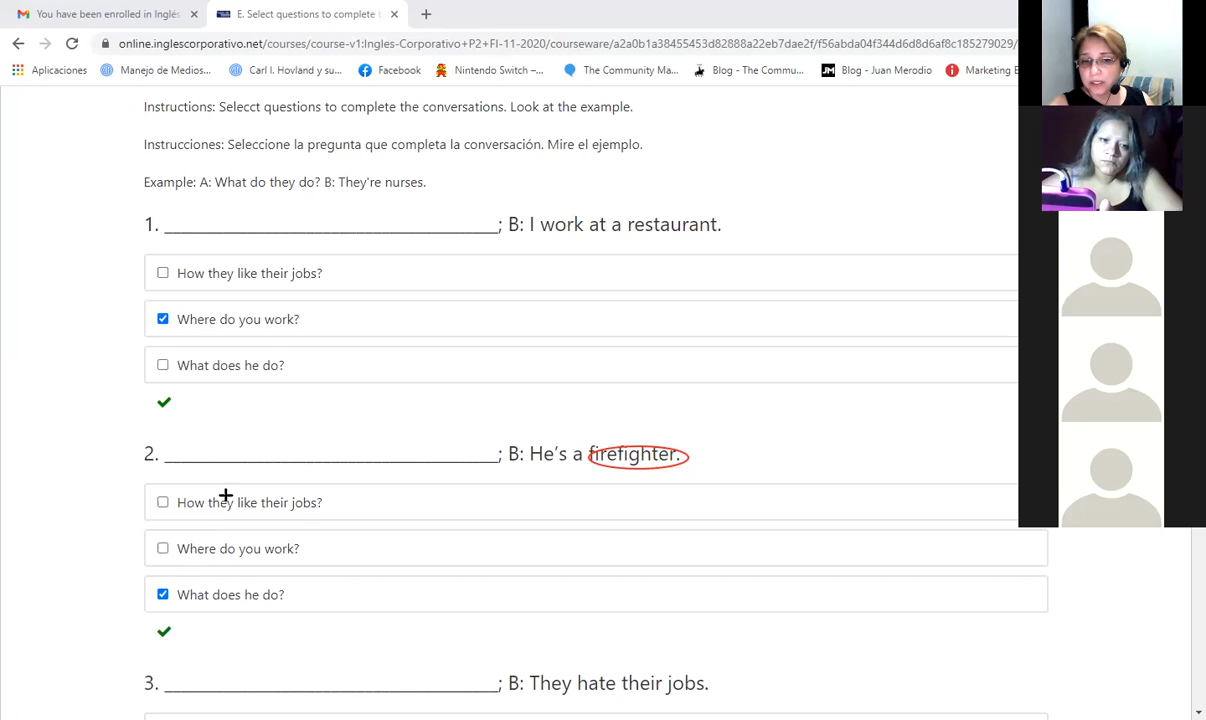 You have been enrolled in Inglés
E. Select questions to complete t
online.inglescorporativo.net/courses/course-v1:Ingles-Corporativo+P2+FI-11-2020/courseware/a2a0b1a38455453d82888a22eb7dae2f/f56abda04f344d6d8d6af8c185279029/
Aplicaciones
Manejo de Medios...
Carl I. Hovland y su...
Facebook
Nintendo Switch –...
The Community Ma...
Blog - The Commu...
JM Blog - Juan Merodio
Marketing E
Instructions: Selecct questions to complete the conversations. Look at the example.
Instrucciones: Seleccione la pregunta que completa la conversación. Mire el ejemplo.
Example: A: What do they do? B: They're nurses.
1. ________________________________; B: I work at a restaurant.
How they like their jobs?
Where do you work?
What does he do?
2. ________________________________; B: He's a firefighter.
How they like their jobs?
Where do you work?
What does he do?
3. ________________________________; B: They hate their jobs.